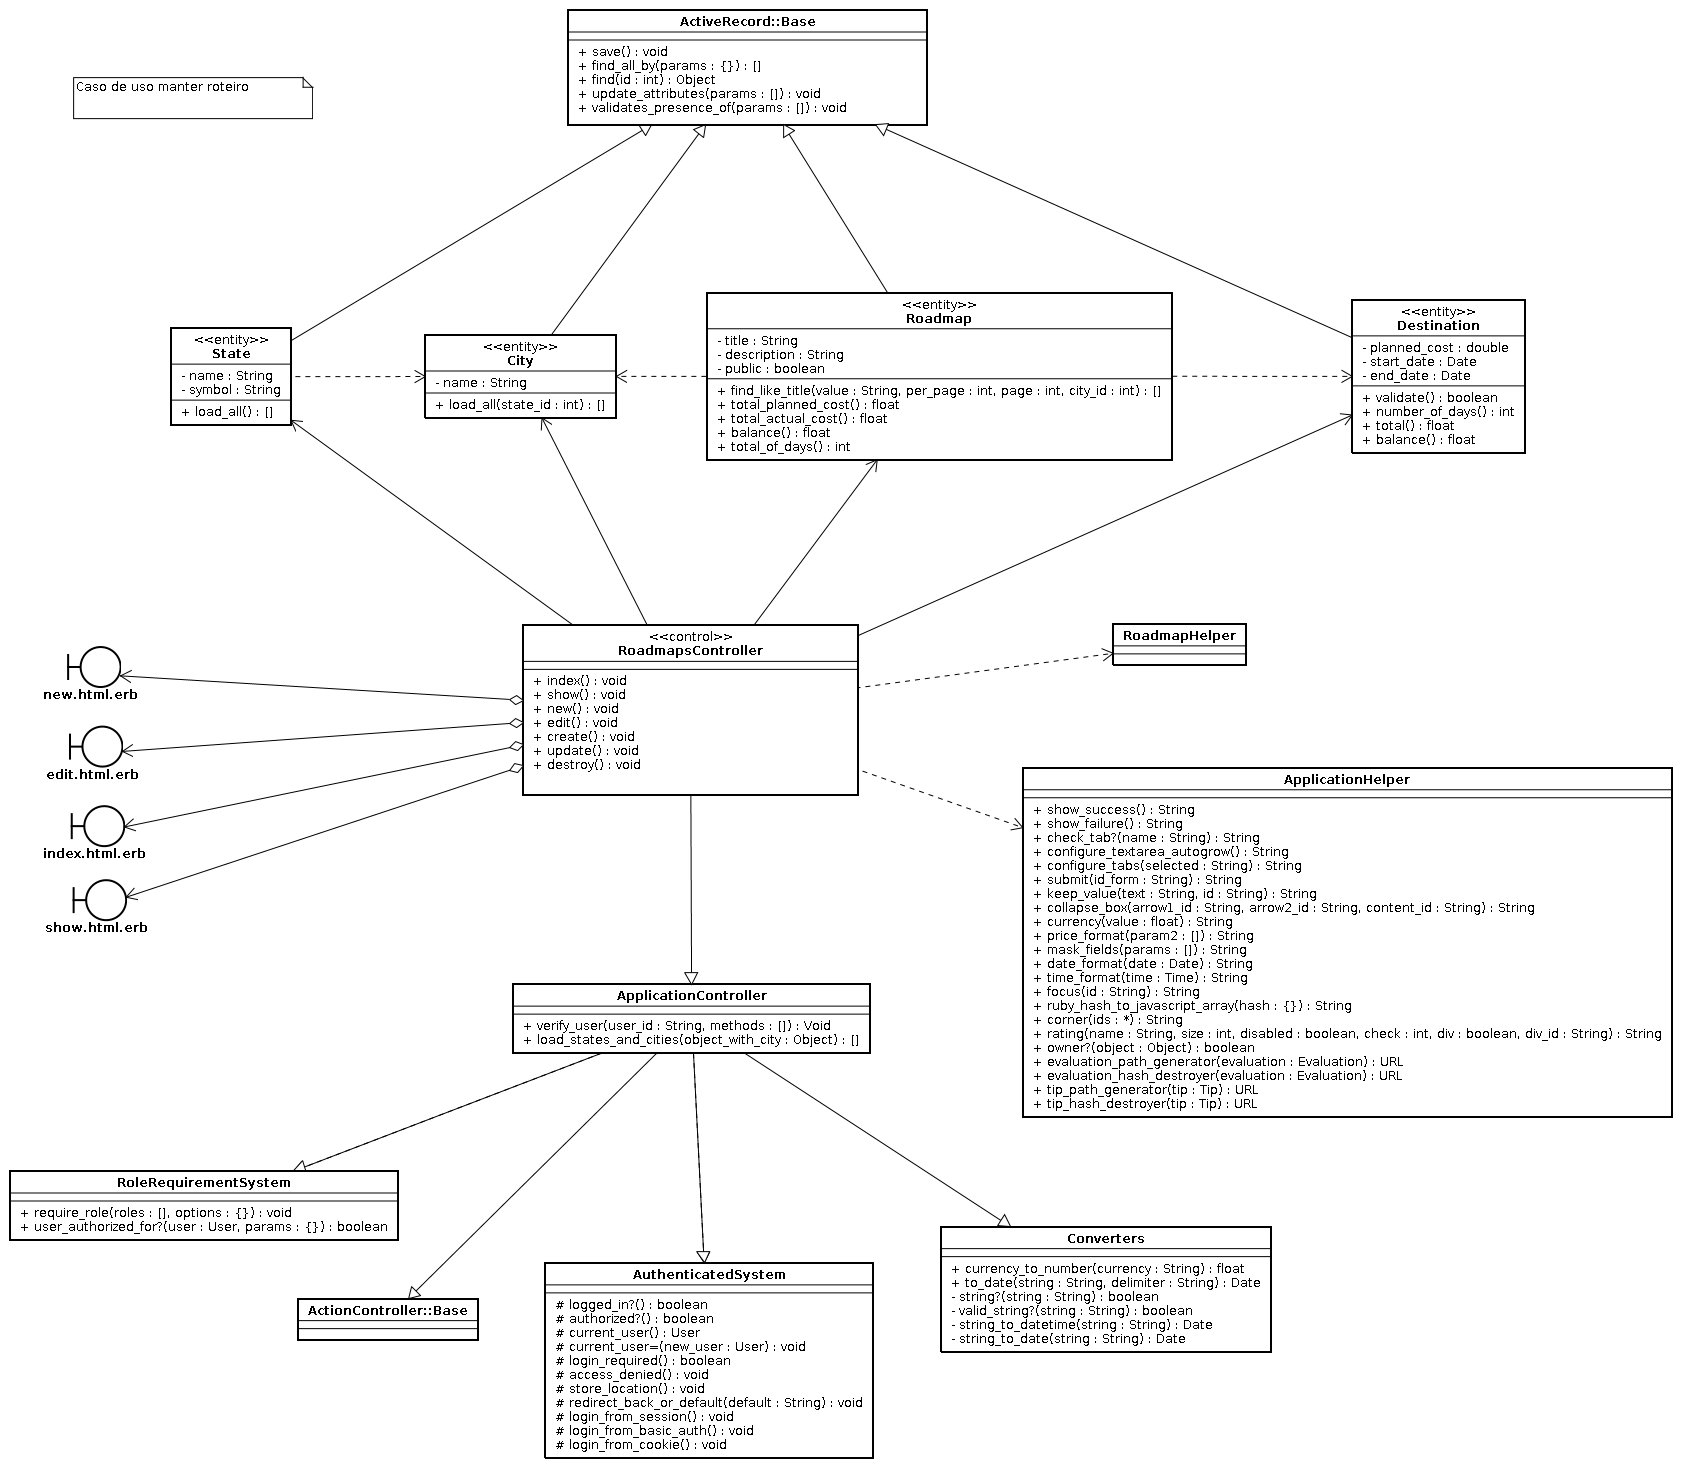 ActiveRecord::Base
+ save() : void
+ find_all_by(params : {}) : []
+ find(id : int) : Object
+ update_attributes(params : []) : void
+ validates_presence_of(params : []) : void
Caso de uso manter roteiro
<<entity>>
State
- name : String
- symbol : String
+ load_all() : []
<<entity>>
City
- name : String
+ load_all(state_id : int) : []
<<entity>>
Roadmap
- title : String
- description : String
- public : boolean
+ find_like_title(value : String, per_page : int, page : int, city_id : int) : []
+ total_planned_cost() : float
+ total_actual_cost() : float
+ balance() : float
+ total_of_days() : int
<<entity>>
Destination
- planned_cost : double
- start_date : Date
- end_date : Date
+ validate() : boolean
+ number_of_days() : int
+ total() : float
+ balance() : float
<<control>>
RoadmapsController
+ index() : void
+ show() : void
+ new() : void
+ edit() : void
+ create() : void
+ update() : void
+ destroy() : void
RoadmapHelper
new.html.erb
edit.html.erb
index.html.erb
show.html.erb
ApplicationHelper
+ show_success() : String
+ show_failure() : String
+ check_tab?(name : String) : String
+ configure_textarea_autogrow() : String
+ configure_tabs(selected : String) : String
+ submit(id_form : String) : String
+ keep_value(text : String, id : String) : String
+ collapse_box(arrow1_id : String, arrow2_id : String, content_id : String) : String
+ currency(value : float) : String
+ price_format(param2 : []) : String
+ mask_fields(params : []) : String
+ date_format(date : Date) : String
+ time_format(time : Time) : String
+ focus(id : String) : String
+ ruby_hash_to_javascript_array(hash : {}) : String
+ corner(ids : *) : String
+ rating(name : String, size : int, disabled : boolean, check : int, div : boolean, div_id : String) : String
+ owner?(object : Object) : boolean
+ evaluation_path_generator(evaluation : Evaluation) : URL
+ evaluation_hash_destroyer(evaluation : Evaluation) : URL
+ tip_path_generator(tip : Tip) : URL
+ tip_hash_destroyer(tip : Tip) : URL
ApplicationController
+ verify_user(user_id : String, methods : []) : Void
+ load_states_and_cities(object_with_city : Object) : []
RoleRequirementSystem
+ require_role(roles : [], options : {}) : void
+ user_authorized_for?(user : User, params : {}) : boolean
ActionController::Base
AuthenticatedSystem
# logged_in?() : boolean
# authorized?() : boolean
# current_user() : User
# current_user=(new_user : User) : void
# login_required() : boolean
# access_denied() : void
# store_location() : void
# redirect_back_or_default(default : String) : void
# login_from_session() : void
# login_from_basic_auth() : void
# login_from_cookie() : void
Converters
+ currency_to_number(currency : String) : float
+ to_date(string : String, delimiter : String) : Date
- string?(string : String) : boolean
- valid_string?(string : String) : boolean
- string_to_datetime(string : String) : Date
- string_to_date(string : String) : Date